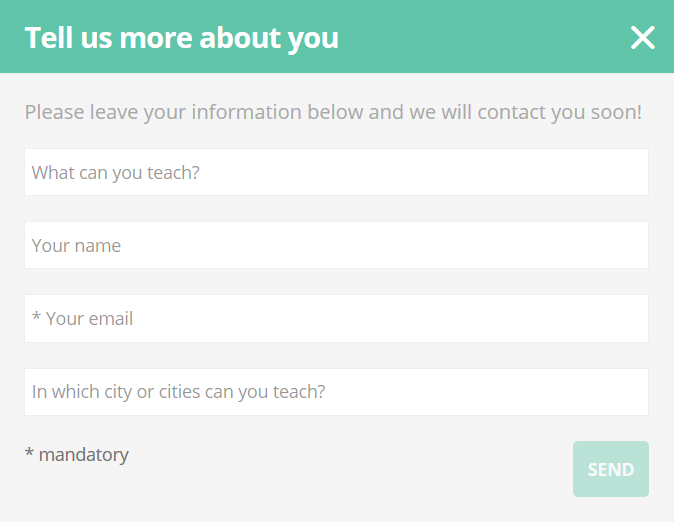 Tell us more about you
Please leave your information below and we will contact you soon!
What can you teach?
Your name
* Your email
In which city or cities can you teach?
* mandatory
SEND